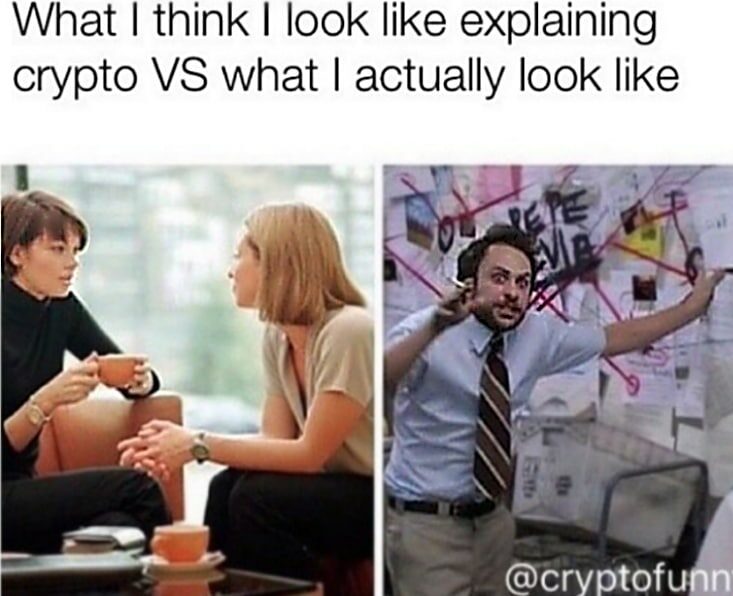 What I think I look like explaining
crypto VS what I actually look like
PEPE
@cryptofunn